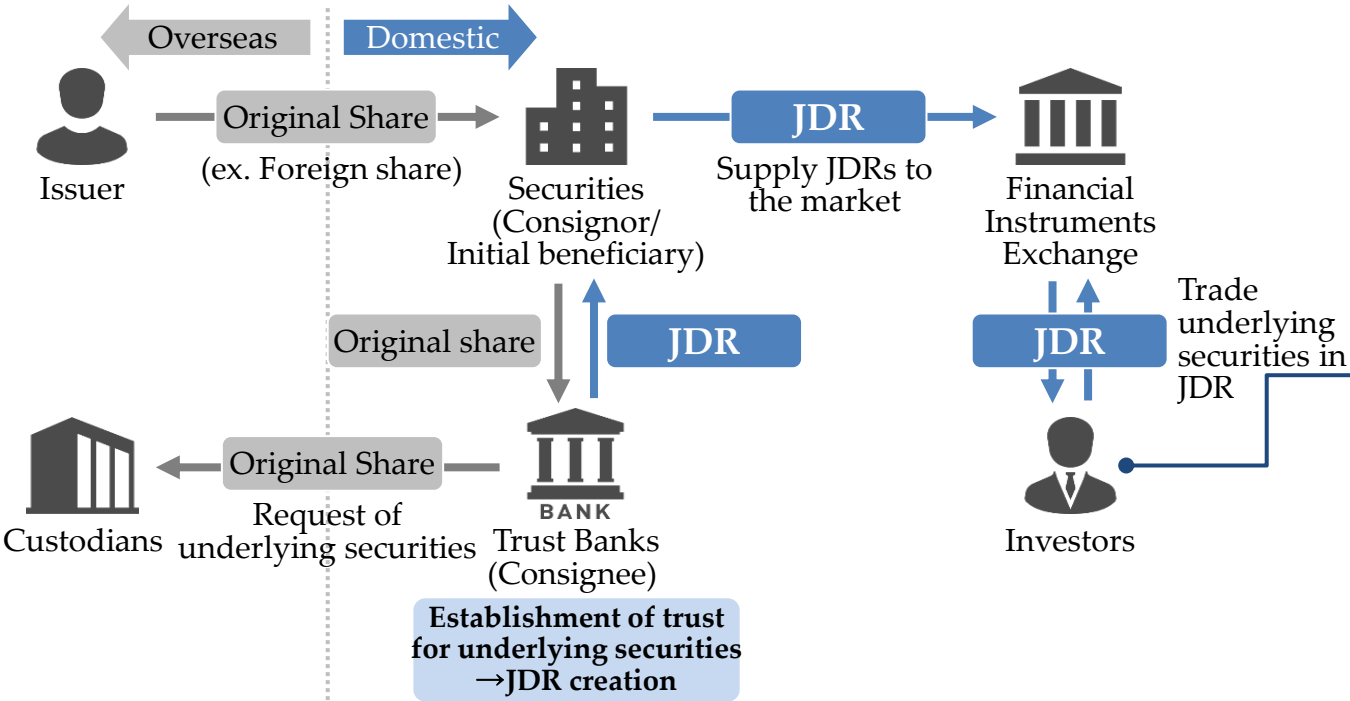 Overseas
Domestic
Original Share
(ex. Foreign share)
Issuer
Securities
(Consignor/
Initial beneficiary)
JDR
Supply JDRs to
the market
Financial
Instruments
Exchange
Original share
JDR
JDR
Trade
underlying
securities in
JDR
Original Share
Request of
underlying securities
Custodians
BANK
Trust Banks
(Consignee)
Investors
Establishment of trust
for underlying securities
→JDR creation